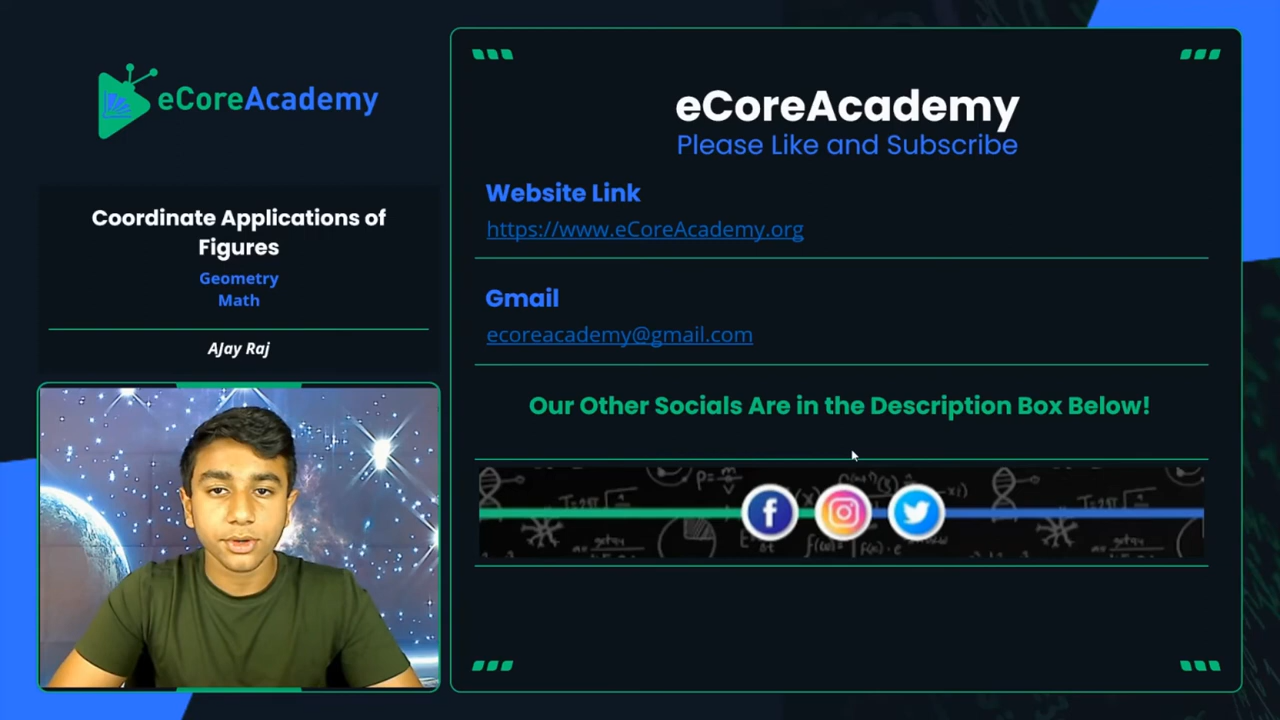 eCoreAcademy
Coordinate Applications of
Figures
Geometry
Math
AJay Raj
eCoreAcademy
Please Like and Subscribe
Website Link
https://www.eCoreAcademy.org
Gmail
ecoreacademy@gmail.com
Our Other Socials Are in the Description Box Below!